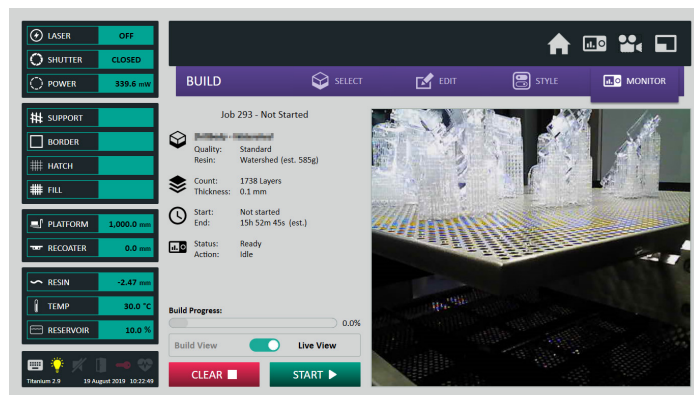 LASER OFF
SHUTTER CLOSED
POWER 339.6 mW
SUPPORT
BORDER
HATCH
FILL
PLATFORM 1,000.0 mm
RECOATER 0.0 mm
RESIN -2.47 mm
TEMP 30.0 °C
RESERVOIR 10.0 %
Titanium 2.9 19 August 2019 10:22:49
BUILD SELECT EDIT STYLE MONITOR
Job 293 - Not Started
Quality: Standard
Resin: Watershed (est. 585g)
Count: 1738 Layers
Thickness: 0.1 mm
Start: Not started
End: 15h 52m 45s (est.)
Status: Ready
Action: Idle
Build Progress:
0.0%
Build View Live View
CLEAR START